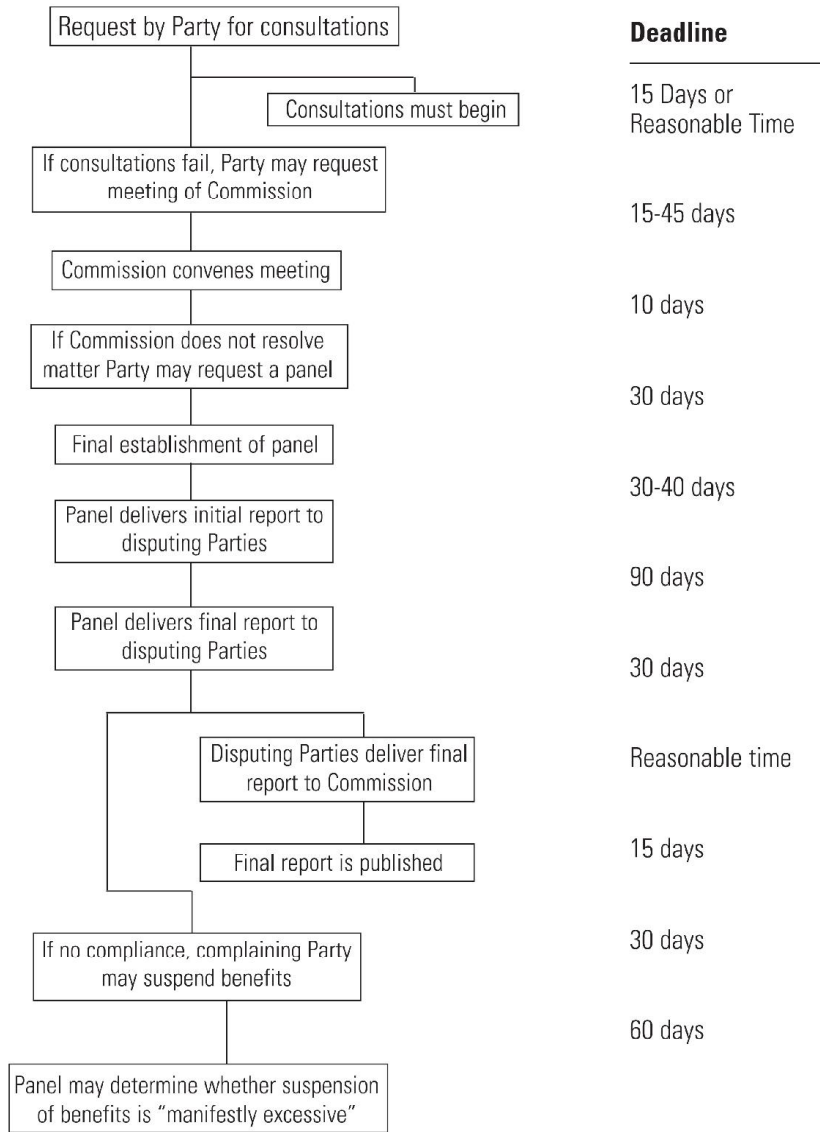 Request by Party for consultations
Deadline
Consultations must begin
15 Days or
Reasonable Time
If consultations fail, Party may request
meeting of Commission
15-45 days
Commission convenes meeting
10 days
If Commission does not resolve
matter Party may request a panel
30 days
Final establishment of panel
30-40 days
Panel delivers initial report to
disputing Parties
90 days
Panel delivers final report to
disputing Parties
30 days
Disputing Parties deliver final
report to Commission
Reasonable time
Final report is published
15 days
If no compliance, complaining Party
may suspend benefits
30 days
60 days
Panel may determine whether suspension
of benefits is “manifestly excessive”